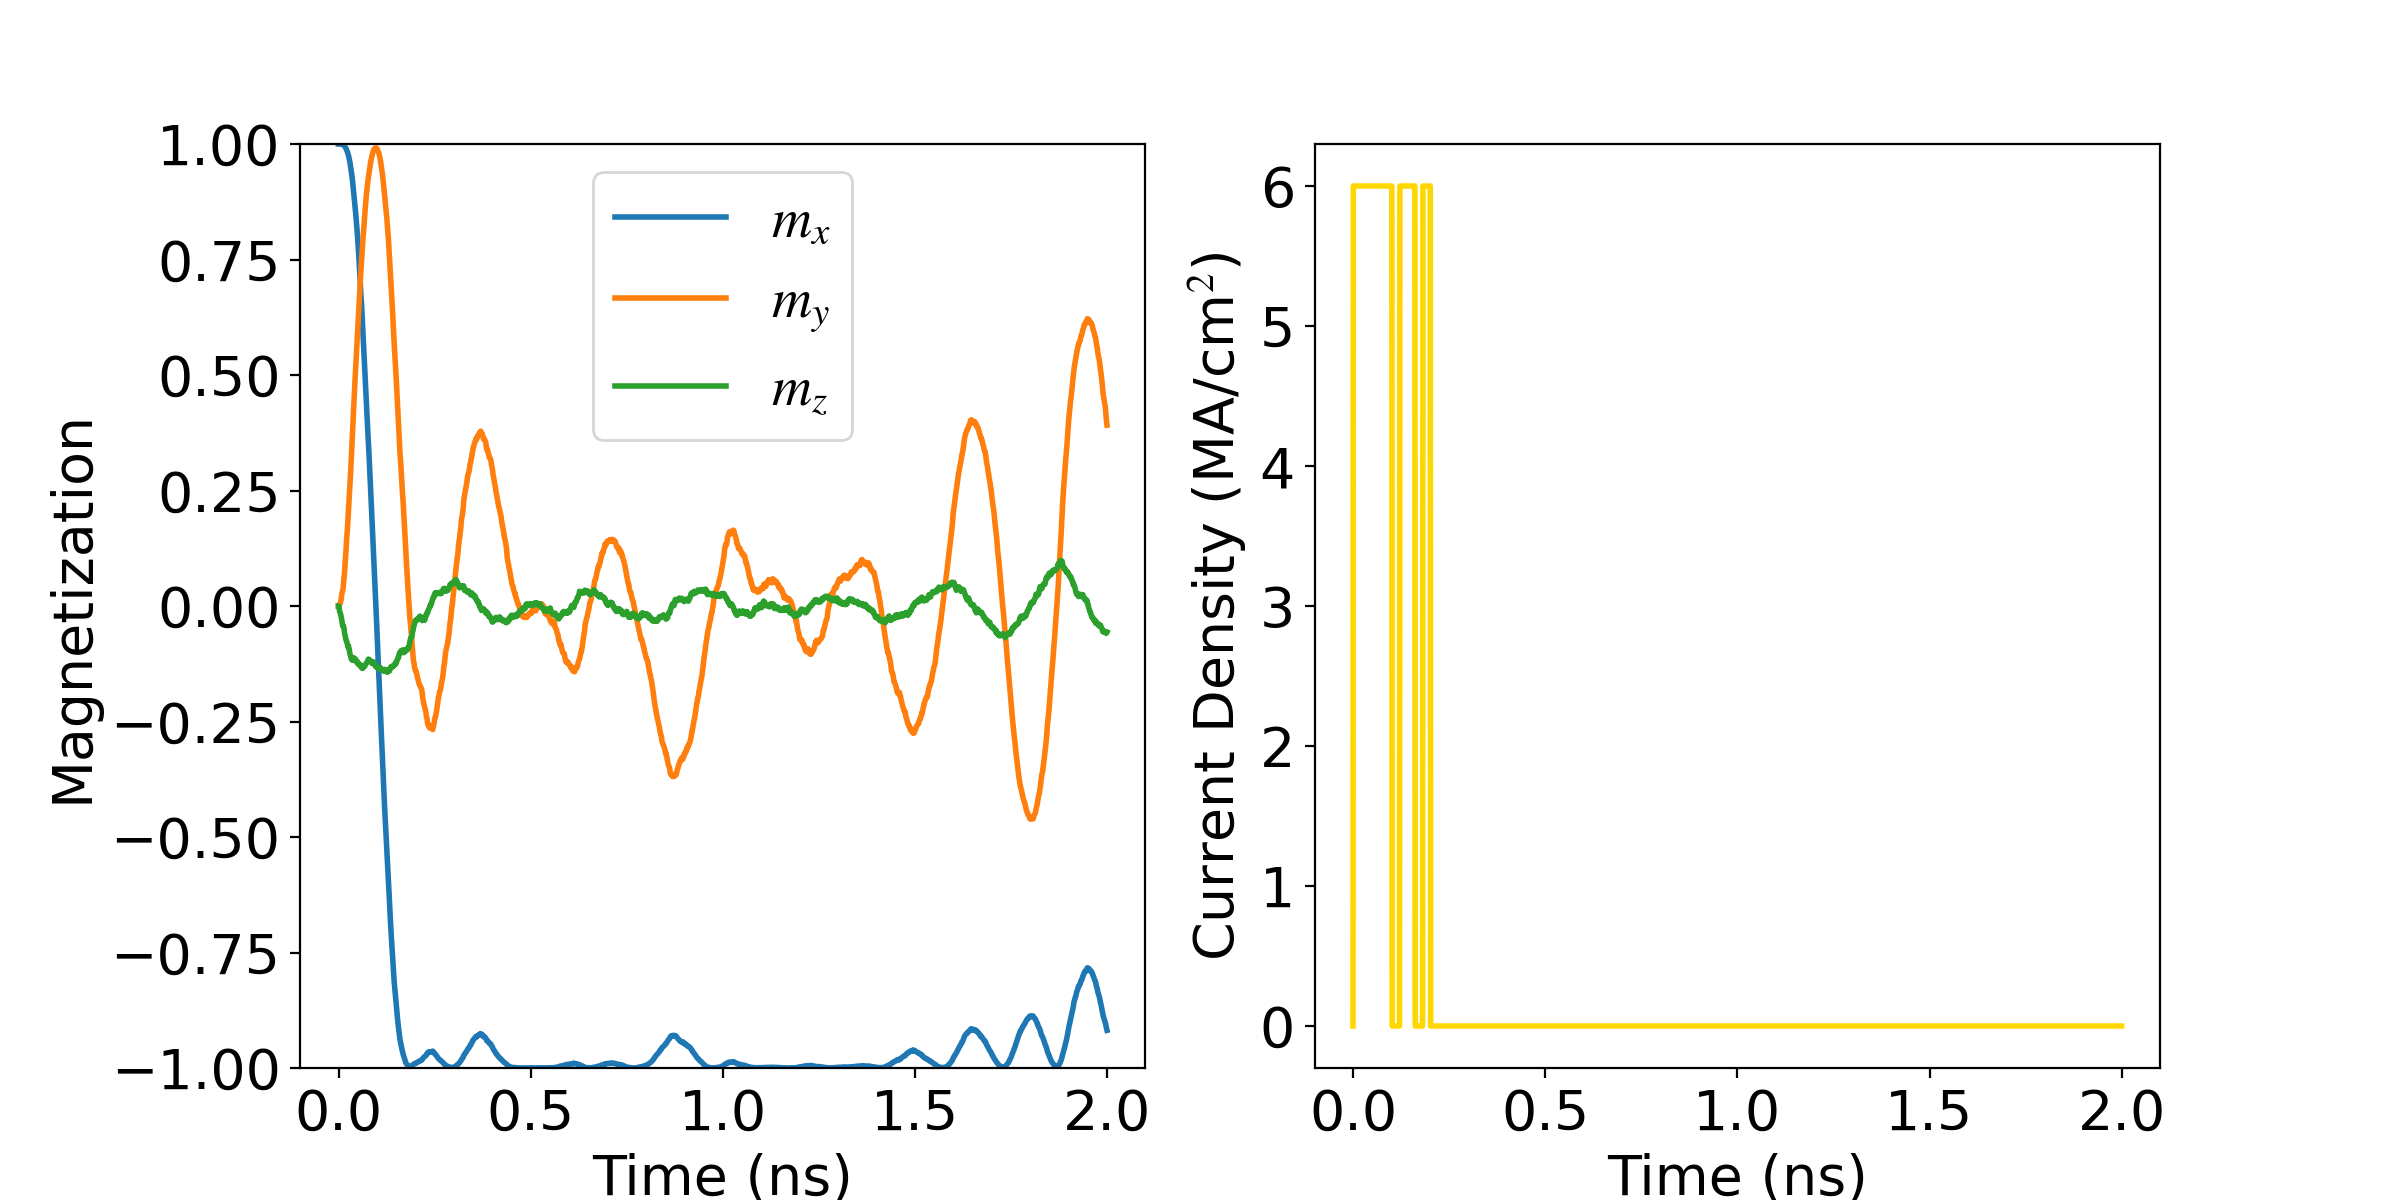 1.00
0.75
0.50
0.25
0.00
−0.25
−0.50
−0.75
−1.00
Magnetization
0.0 0.5 1.0 1.5 2.0
Time (ns)
m_x
m_y
m_z
6
5
4
3
2
1
0
Current Density (MA/cm²)
0.0 0.5 1.0 1.5 2.0
Time (ns)